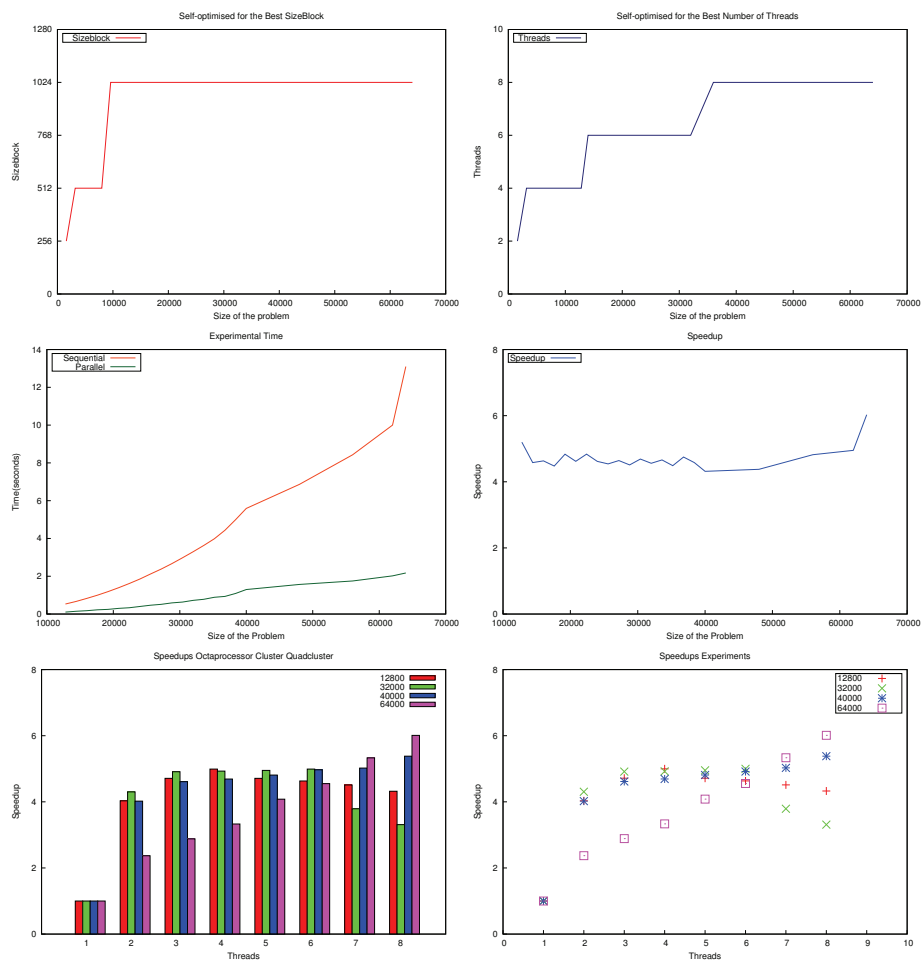 Self-optimised for the Best SizeBlock
1280
1024
768
512
256
0
Sizeblock
Sizeblock
0 10000 20000 30000 40000 50000 60000 70000
Size of the problem
Self-optimised for the Best Number of Threads
10
8
6
4
2
0
Threads
Threads
0 10000 20000 30000 40000 50000 60000 70000
Size of the problem
Experimental Time
14
12
10
8
6
4
2
0
Time(seconds)
Sequential
Parallel
10000 20000 30000 40000 50000 60000 70000
Size of the Problem
Speedup
8
6
4
2
0
Speedup
Speedup
10000 20000 30000 40000 50000 60000 70000
Size of the Problem
Speedups Octaprocessor Cluster Quadcluster
8
6
4
2
0
Speedup
12800
32000
40000
64000
1 2 3 4 5 6 7 8
Threads
Speedups Experiments
8
6
4
2
0
Speedup
12800
32000
40000
64000
0 1 2 3 4 5 6 7 8 9 10
Threads